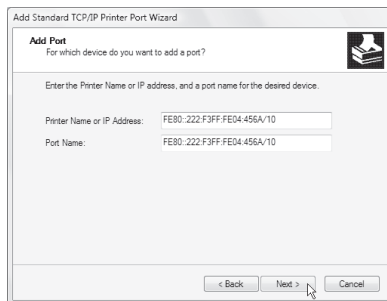 Add Standard TCP/IP Printer Port Wizard
Add Port
For which device do you want to add a port?
Enter the Printer Name or IP address, and a port name for the desired device.
Printer Name or IP Address: FE80::222:F3FF:FE04:456A/10
Port Name: FE80::222:F3FF:FE04:456A/10
< Back Next > Cancel